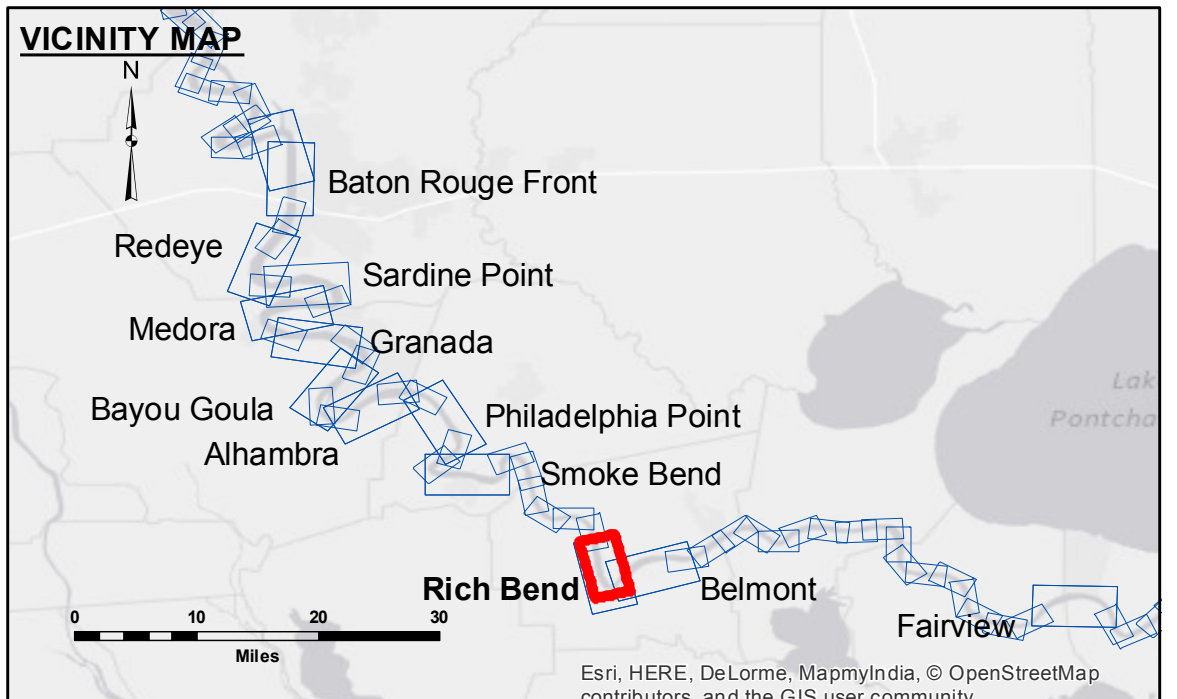 VICINITY MAP
N
Baton Rouge Front
Redeye
Sardine Point
Medora
Granada
Lak
Pontcha
Bayou Goula
Philadelphia Point
Alhambra
Smoke Bend
Rich Bend
Belmont
Fairview
0 10 20 30
Miles
Esri, HERE, DeLorme, MapmyIndia, © OpenStreetMap
contributors, and the GIS user community